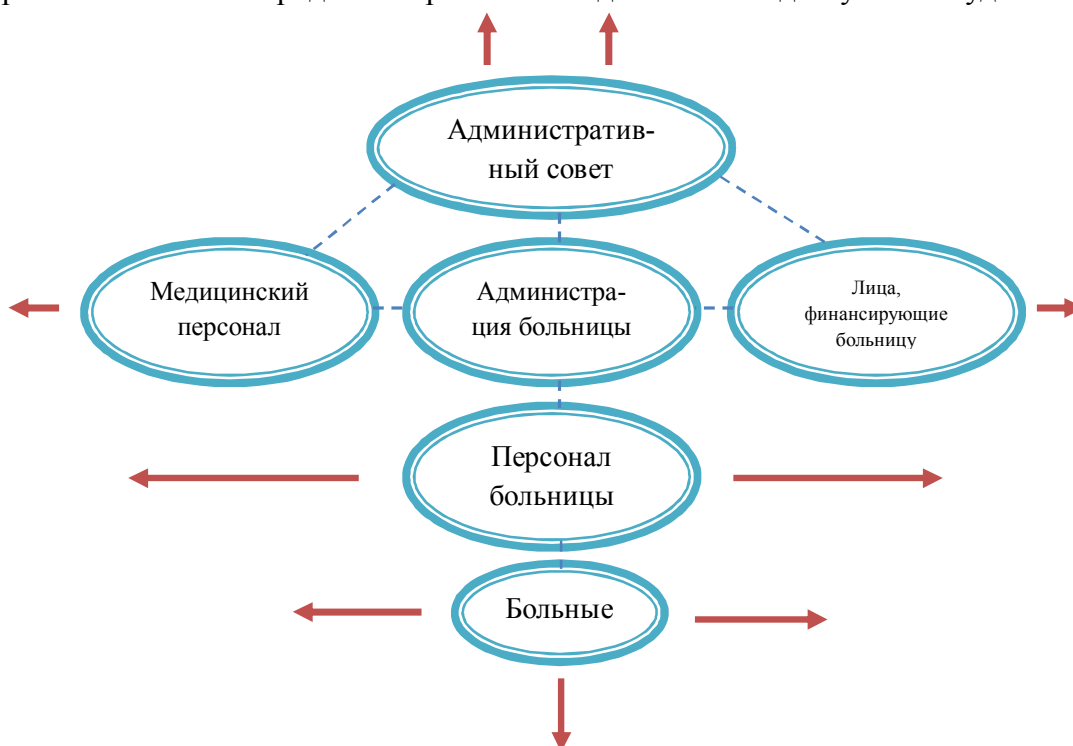 Административ-
ный совет
Медицинский
персонал
Администра-
ция больницы
Лица,
финансирующие
больницу
Персонал
больницы
Больные